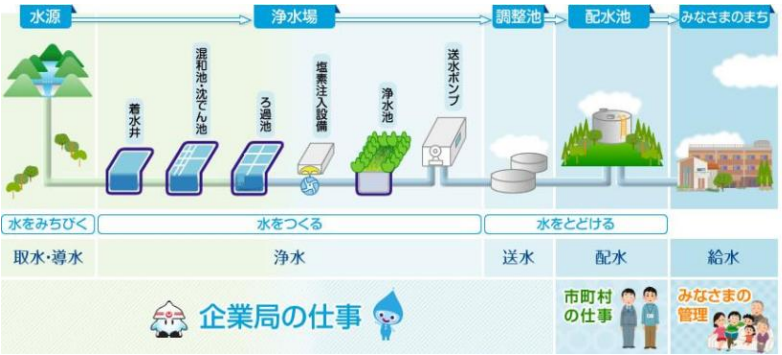 水源
浄水場
調整池
配水池
みなさまのまち
着水井
混和池・沈でん池
ろ過池
塩素注入設備
浄水池
送水ポンプ
水をみちびく
水をつくる
水をとどける
取水・導水
浄水
送水
配水
給水
企業局の仕事
市町村
の仕事
みなさまの
管理